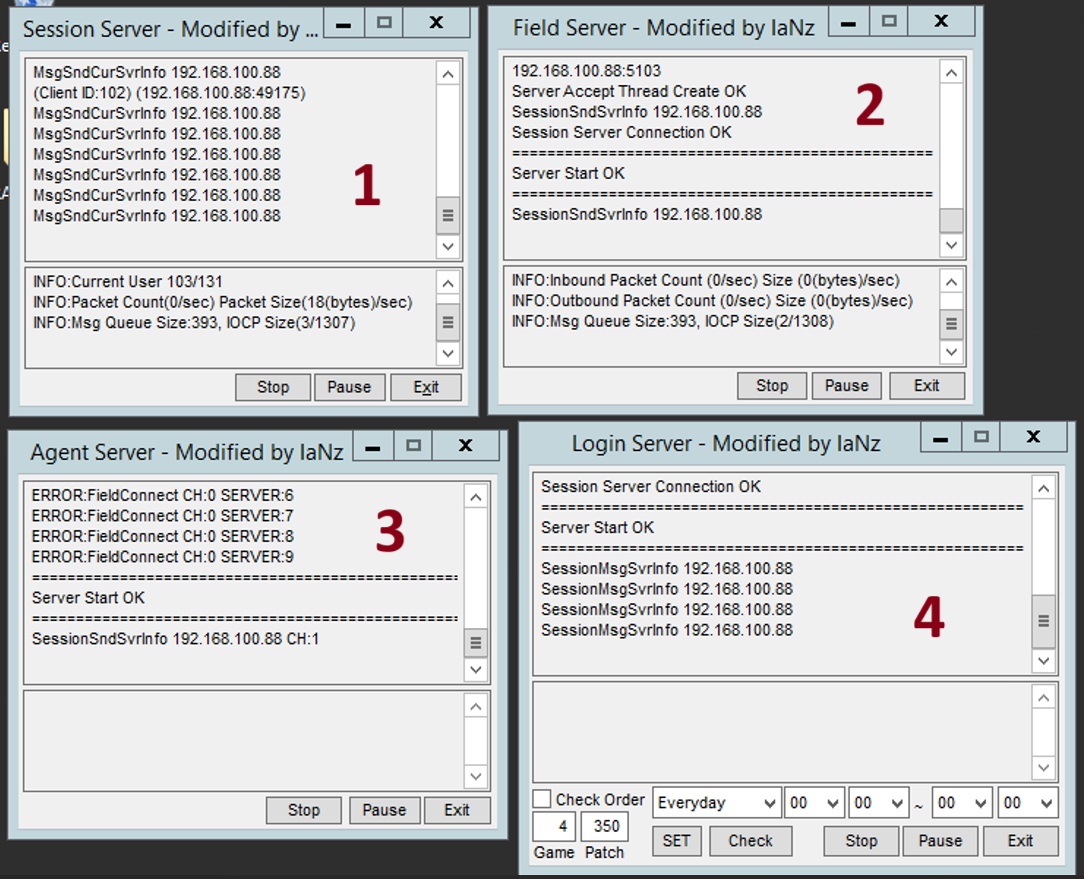 Session Server - Modified by ...
MsgSndCurSvrInfo 192.168.100.88
(Client ID:102) (192.168.100.88:49175)
MsgSndCurSvrInfo 192.168.100.88
MsgSndCurSvrInfo 192.168.100.88
MsgSndCurSvrInfo 192.168.100.88
MsgSndCurSvrInfo 192.168.100.88
MsgSndCurSvrInfo 192.168.100.88
MsgSndCurSvrInfo 192.168.100.88
1
INFO:Current User 103/131
INFO:Packet Count(0/sec) Packet Size(18(bytes)/sec)
INFO:Msg Queue Size:393, IOCP Size(3/1307)
Stop Pause Exit
Field Server - Modified by IaNz
192.168.100.88:5103
Server Accept Thread Create OK
SessionSndSvrInfo 192.168.100.88
Session Server Connection OK
==================================================
Server Start OK
==================================================
SessionSndSvrInfo 192.168.100.88
2
INFO:Inbound Packet Count (0/sec) Size (0(bytes)/sec)
INFO:Outbound Packet Count (0/sec) Size (0(bytes)/sec)
INFO:Msg Queue Size:393, IOCP Size(2/1308)
Stop Pause Exit
Agent Server - Modified by IaNz
ERROR:FieldConnect CH:0 SERVER:6
ERROR:FieldConnect CH:0 SERVER:7
ERROR:FieldConnect CH:0 SERVER:8
ERROR:FieldConnect CH:0 SERVER:9
==================================================
Server Start OK
==================================================
SessionSndSvrInfo 192.168.100.88 CH:1
3
Stop Pause Exit
Login Server - Modified by IaNz
Session Server Connection OK
==================================================
Server Start OK
==================================================
SessionMsgSvrInfo 192.168.100.88
SessionMsgSvrInfo 192.168.100.88
SessionMsgSvrInfo 192.168.100.88
SessionMsgSvrInfo 192.168.100.88
4
Check Order Everyday 00 00 ~ 00 00
4 350 SET Check Stop Pause Exit
Game Patch